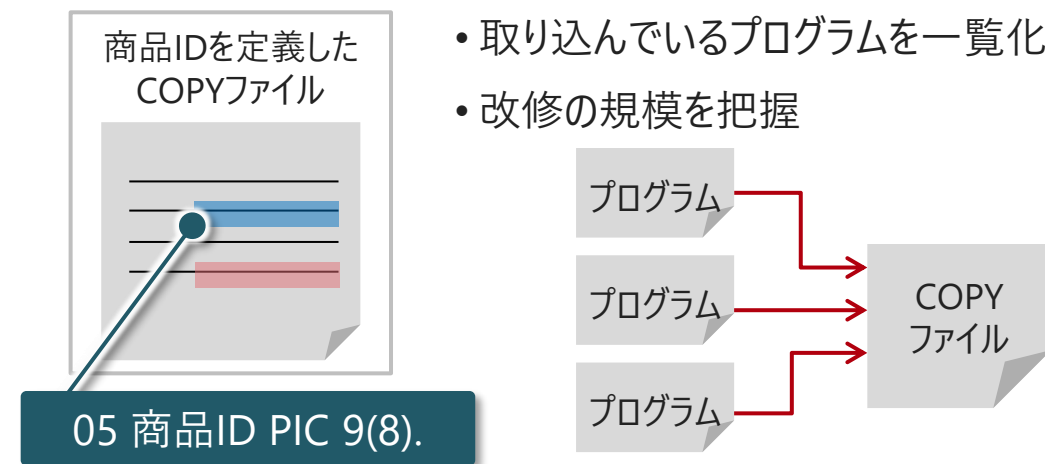 商品IDを定義した
COPYファイル
05 商品ID PIC 9(8).
• 取り込んでいるプログラムを一覧化
• 改修の規模を把握
プログラム
プログラム
プログラム
COPY
ファイル